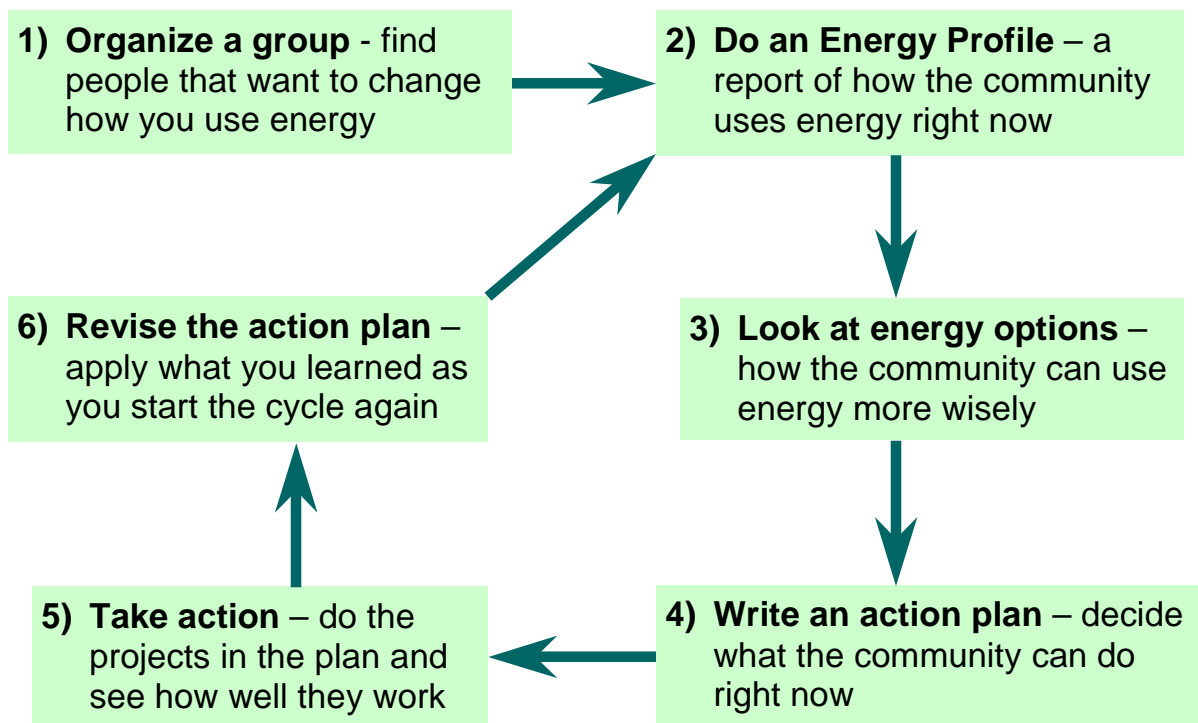 1) Organize a group - find
people that want to change
how you use energy
2) Do an Energy Profile – a
report of how the community
uses energy right now
3) Look at energy options –
how the community can use
energy more wisely
4) Write an action plan – decide
what the community can do
right now
5) Take action – do the
projects in the plan and
see how well they work
6) Revise the action plan –
apply what you learned as
you start the cycle again